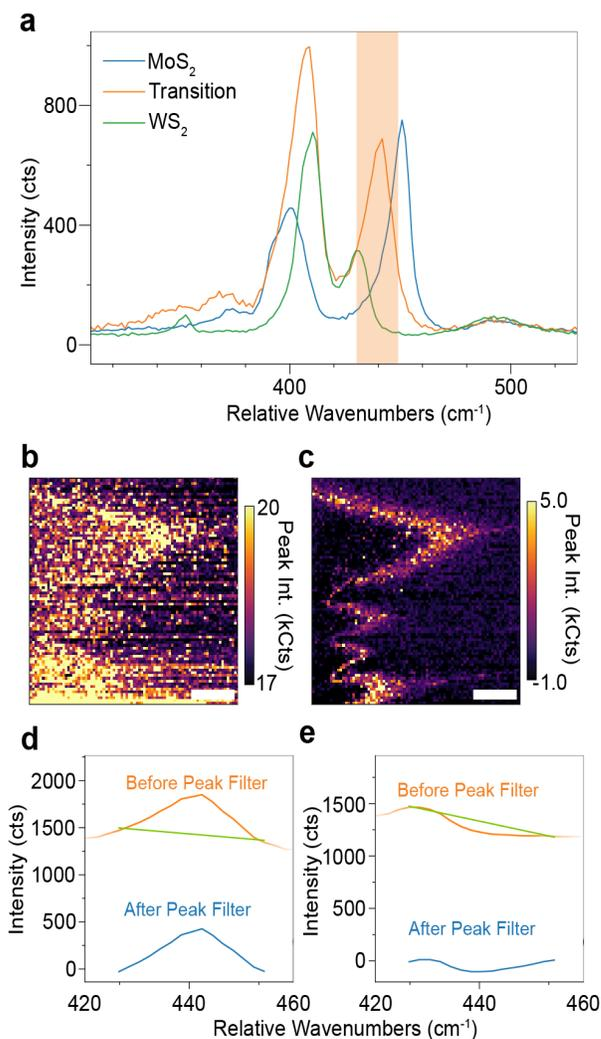 a
MoS2
Transition
WS2
800
400
0
Intensity (cts)
400
500
Relative Wavenumbers (cm-1)
b
20
17
Peak Int. (kCts)
c
5.0
-1.0
Peak Int. (kCts)
d
2000
1500
1000
500
0
Intensity (cts)
Before Peak Filter
After Peak Filter
420
440
460
e
1500
1000
500
0
Intensity (cts)
Before Peak Filter
After Peak Filter
420
440
460
Relative Wavenumbers (cm-1)